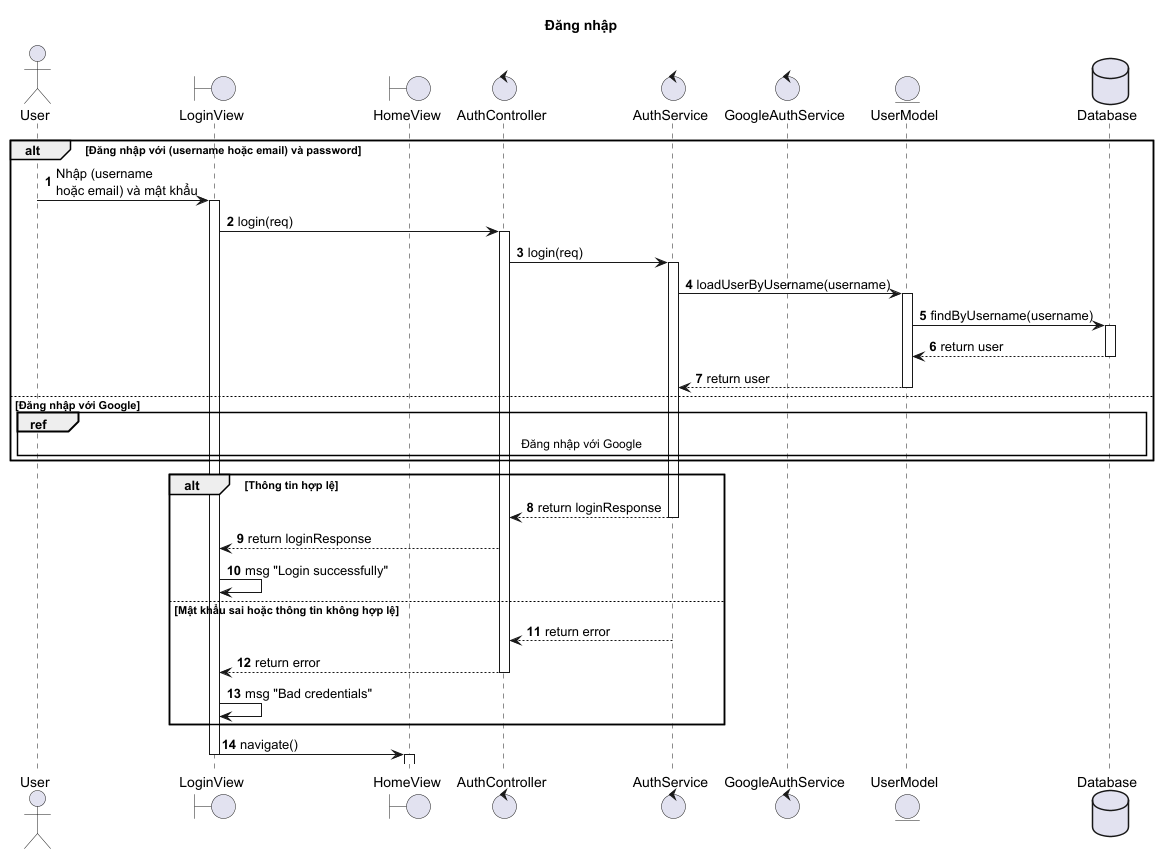 Đăng nhập
User
LoginView
HomeView
AuthController
AuthService
GoogleAuthService
UserModel
Database
alt
[Đăng nhập với (username hoặc email) và password]
1 Nhập (username
hoặc email) và mật khẩu
2 login(req)
3 login(req)
4 loadUserByUsername(username)
5 findByUsername(username)
6 return user
7 return user
[Đăng nhập với Google]
ref
Đăng nhập với Google
alt
[Thông tin hợp lệ]
8 return loginResponse
9 return loginResponse
10 msg "Login successfully"
[Mật khẩu sai hoặc thông tin không hợp lệ]
11 return error
12 return error
13 msg "Bad credentials"
14 navigate()
User
LoginView
HomeView
AuthController
AuthService
GoogleAuthService
UserModel
Database